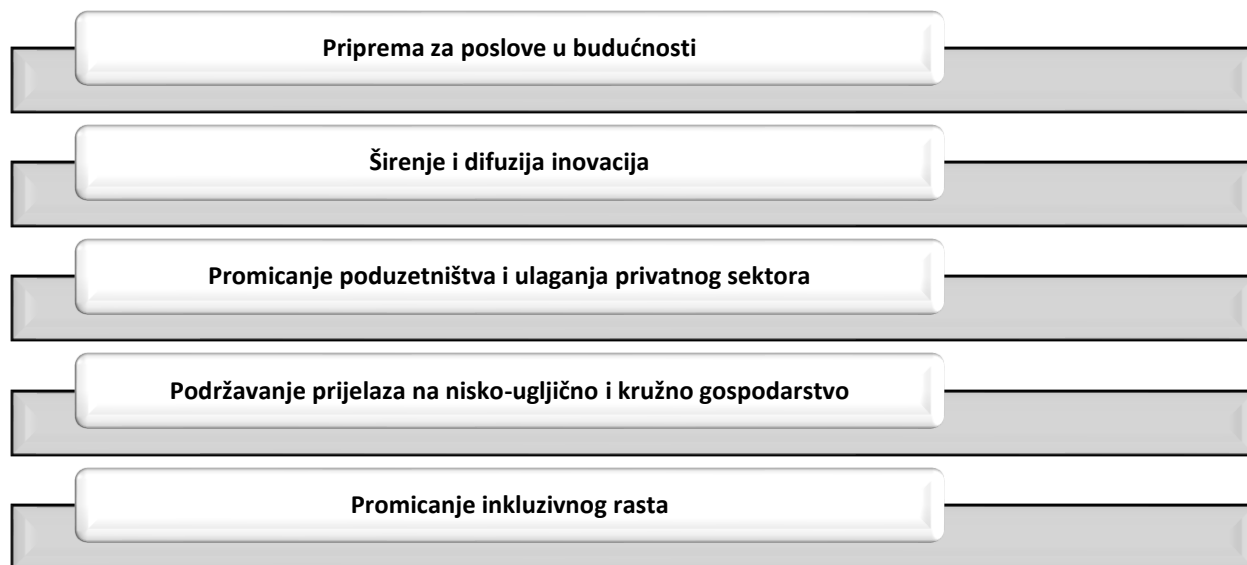 Priprema za poslove u budućnosti
Širenje i difuzija inovacija
Promicanje poduzetništva i ulaganja privatnog sektora
Podržavanje prijelaza na nisko-ugljično i kružno gospodarstvo
Promicanje inkluzivnog rasta